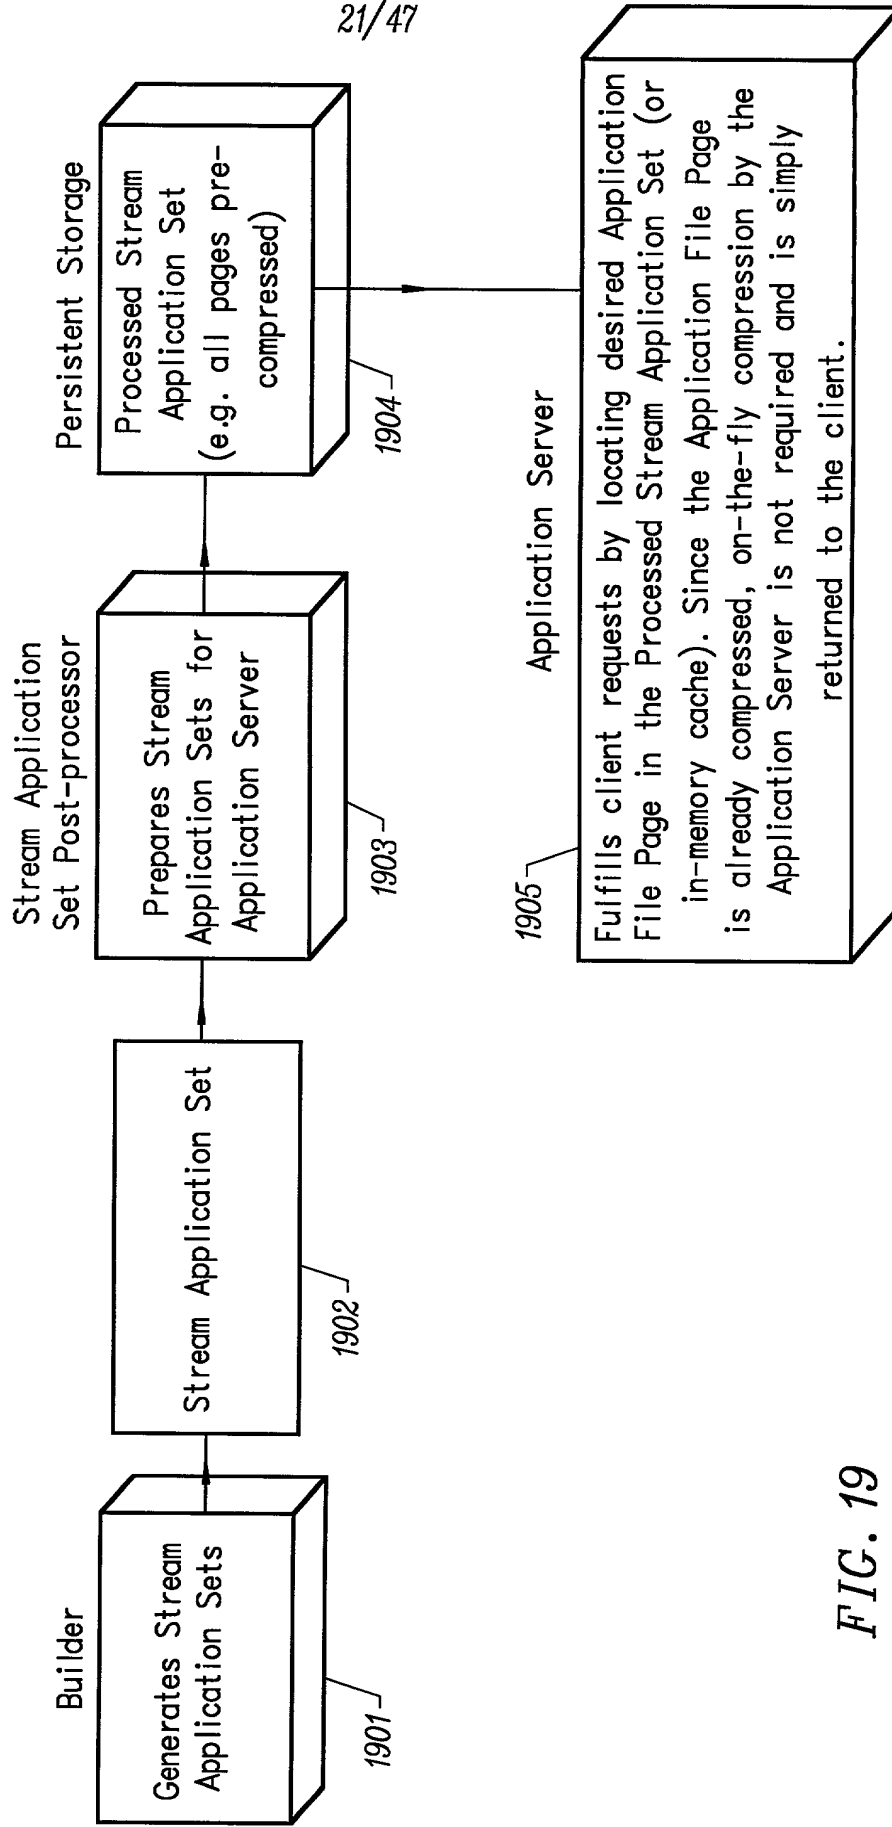 21/47
Builder
Generates Stream
Application Sets
1901
Stream Application Set
1902
Stream Application
Set Post-processor
Prepares Stream
Application Sets for
Application Server
1903
Persistent Storage
Processed Stream
Application Set
(e.g. all pages pre-
compressed)
1904
Application Server
1905
Fulfills client requests by locating desired Application
File Page in the Processed Stream Application Set (or
in-memory cache). Since the Application File Page
is already compressed, on-the-fly compression by the
Application Server is not required and is simply
returned to the client.
FIG. 19